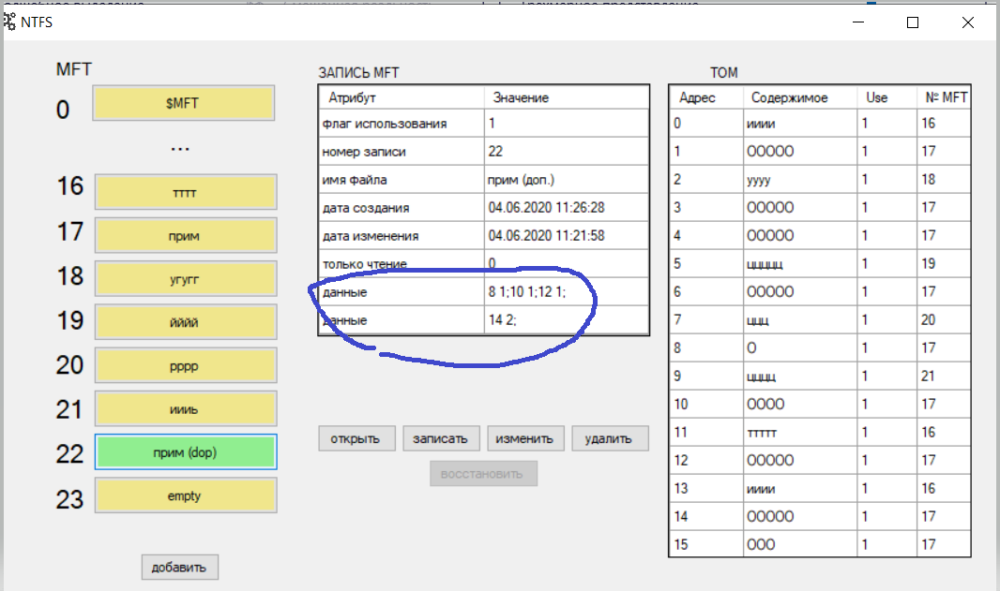 NTFS
MFT
0 $MFT
...
16 тттт
17 прим
18 угугг
19 йййй
20 рррр
21 иииь
22 прим (dop)
23 empty
добавить
ЗАПИСЬ MFT
Атрибут Значение
флаг использования 1
номер записи 22
имя файла прим (доп.)
дата создания 04.06.2020 11:26:28
дата изменения 04.06.2020 11:21:58
только чтение 0
данные 8 1;10 1;12 1;
данные 14 2;
открыть записать изменить удалить
восстановить
ТОМ
Адрес Содержимое Use № MFT
0 ииии 1 16
1 ООООО 1 17
2 уууу 1 18
3 ООООО 1 17
4 ООООО 1 17
5 ццццц 1 19
6 ООООО 1 17
7 ццц 1 20
8 О 1 17
9 цццц 1 21
10 ОООО 1 17
11 ттттт 1 16
12 ООООО 1 17
13 ииии 1 16
14 ООООО 1 17
15 ООО 1 17